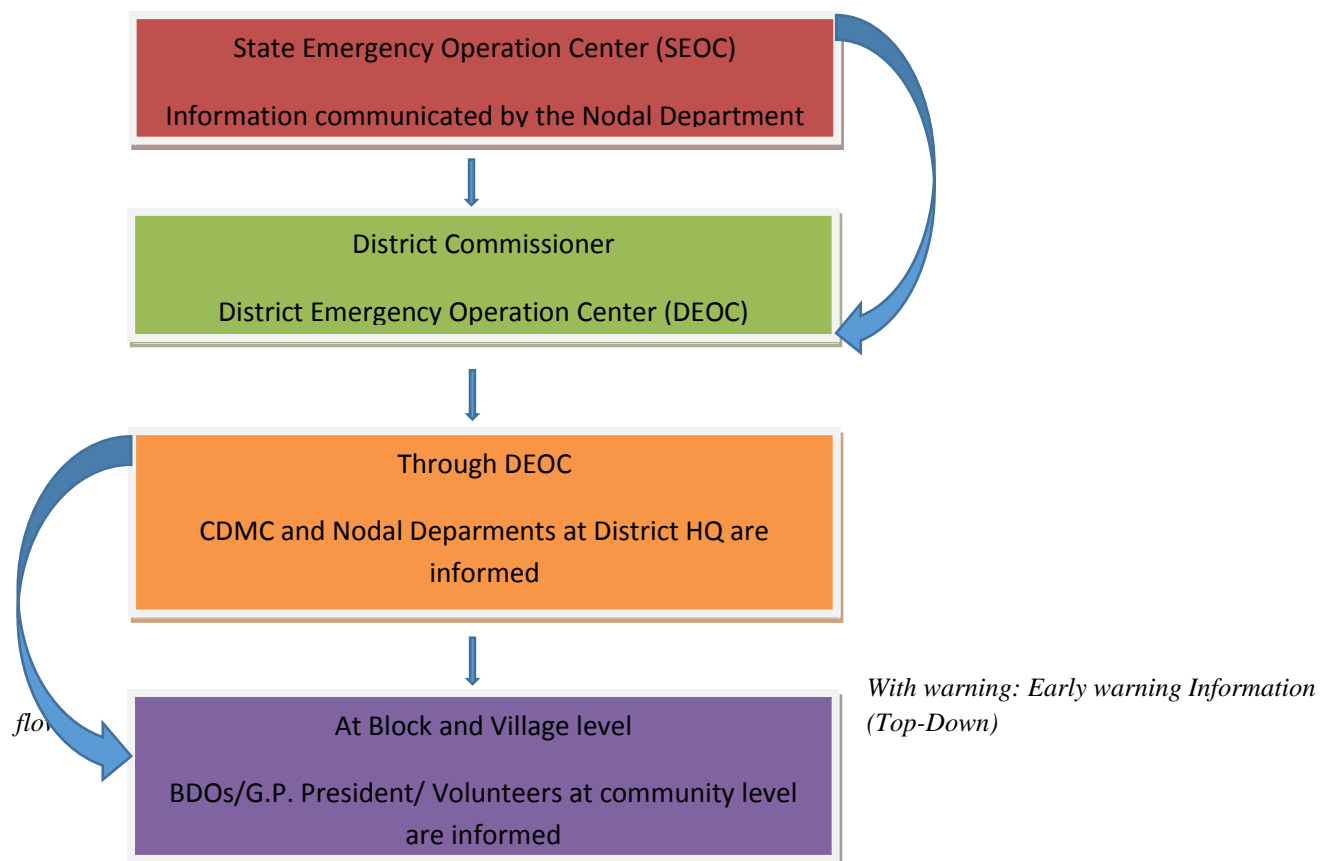 State Emergency Operation Center (SEOC)
Information communicated by the Nodal Department
District Commissioner
District Emergency Operation Center (DEOC)
Through DEOC
CDMC and Nodal Deparments at District HQ are
informed
At Block and Village level
BDOs/G.P. President/ Volunteers at community level
are informed
With warning: Early warning Information
flow
(Top-Down)